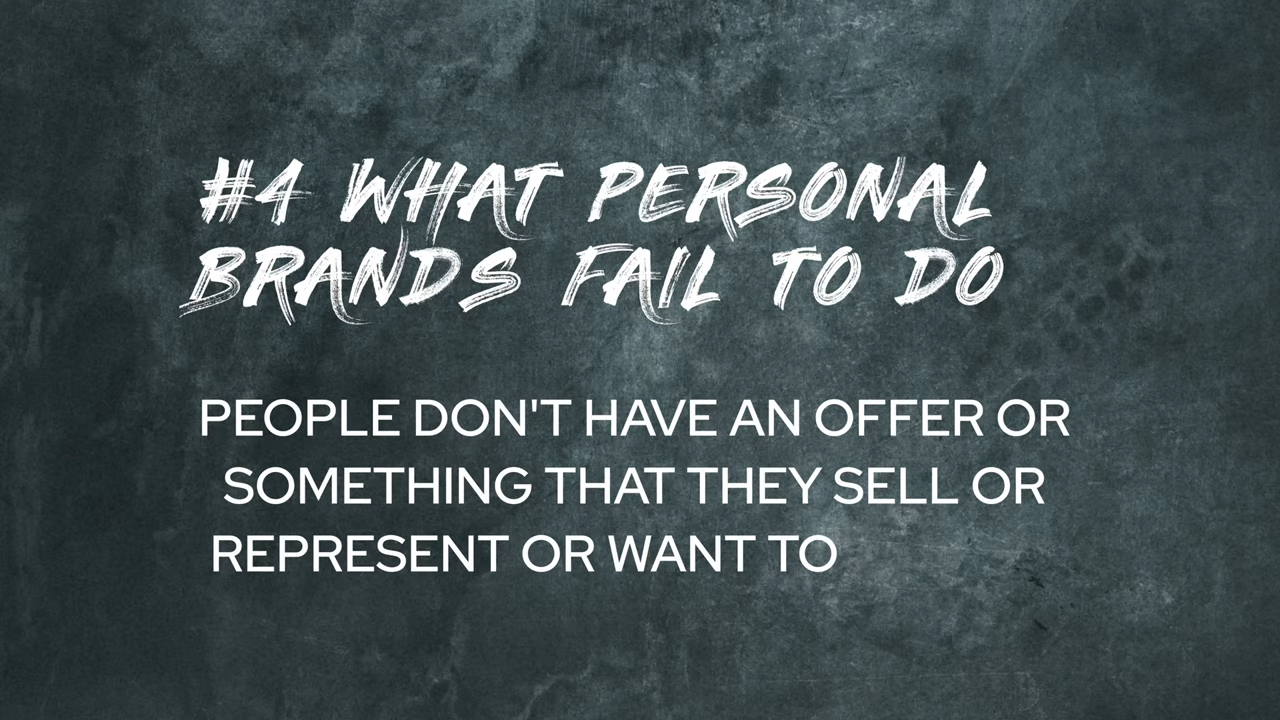 #4 WHAT PERSONAL
BRANDS FAIL TO DO
PEOPLE DON'T HAVE AN OFFER OR
SOMETHING THAT THEY SELL OR
REPRESENT OR WANT TO